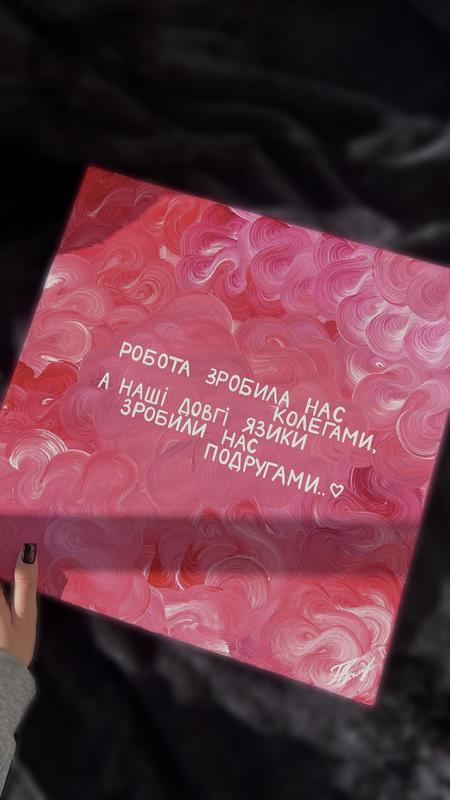 РОБОТА ЗРОБИЛА НАС
КОЛЕГАМИ,
А НАШІ ДОВГІ ЯЗИКИ
ЗРОБИЛИ НАС
ПОДРУГАМИ..♡